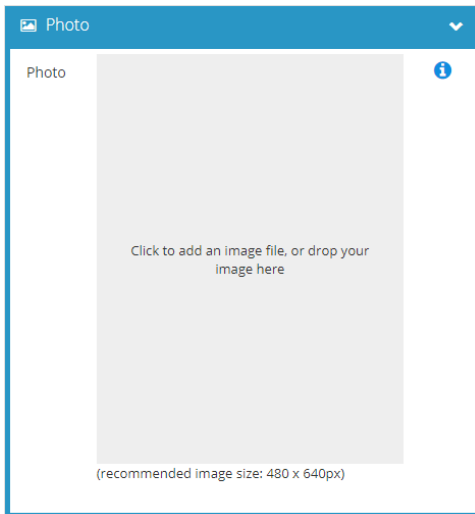 Photo
Photo
Click to add an image file, or drop your
image here
(recommended image size: 480 x 640px)